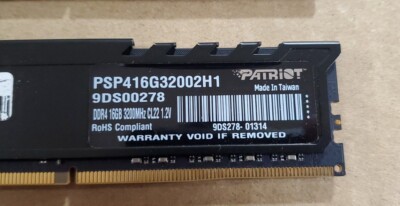 PSP416G32002H1
9DS00278
DDR4 16GB 3200MHz CL22 1.2V
RoHS Compliant
PATRIOT
Made In Taiwan
9DS278- 01314
WARRANTY VOID IF REMOVED